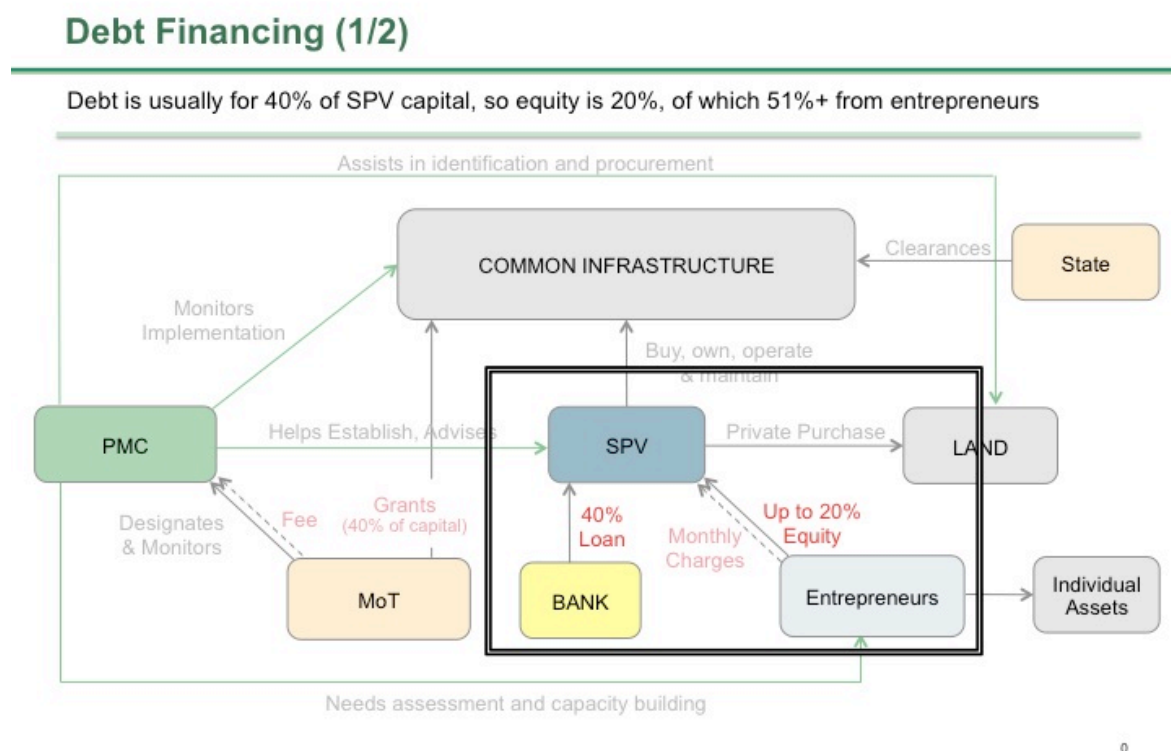 Debt Financing (1/2)
Debt is usually for 40% of SPV capital, so equity is 20%, of which 51%+ from entrepreneurs
Assists in identification and procurement
COMMON INFRASTRUCTURE
Clearances
State
Monitors
Implementation
Buy, own, operate
& maintain
PMC
Helps Establish, Advises
SPV
Private Purchase
LAND
Designates
& Monitors
Fee
Grants
(40% of capital)
40%
Loan
Monthly
Charges
Up to 20%
Equity
MoT
BANK
Entrepreneurs
Individual
Assets
Needs assessment and capacity building